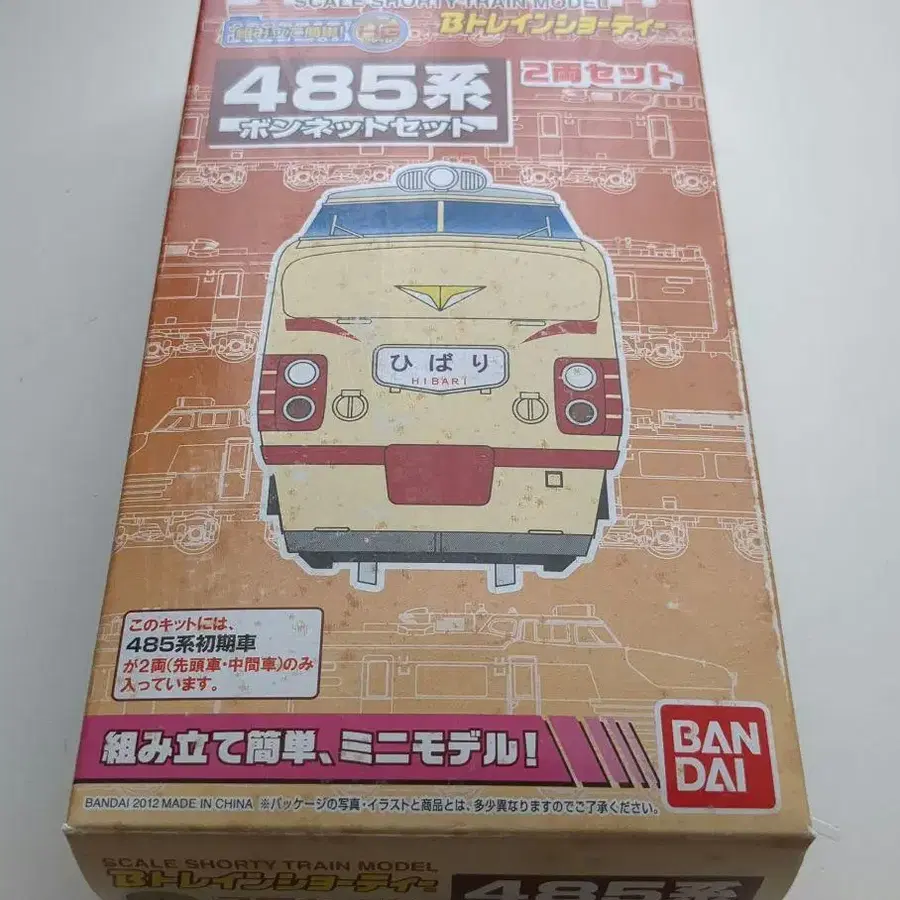 SCALE SHORTY TRAIN MODEL
Bトレインショーティー
485系
2両セット
ボンネットセット
ひばり
HIBARI
このキットには、
485系初期車
が2両(先頭車・中間車)のみ
入っています。
組み立て簡単、ミニモデル!
BAN
DAI
BANDAI 2012 MADE IN CHINA ※パッケージの写真・イラストと商品とは、多少異なりますのでご了承ください。
SCALE SHORTY TRAIN MODEL
Bトレインショーティー
485系